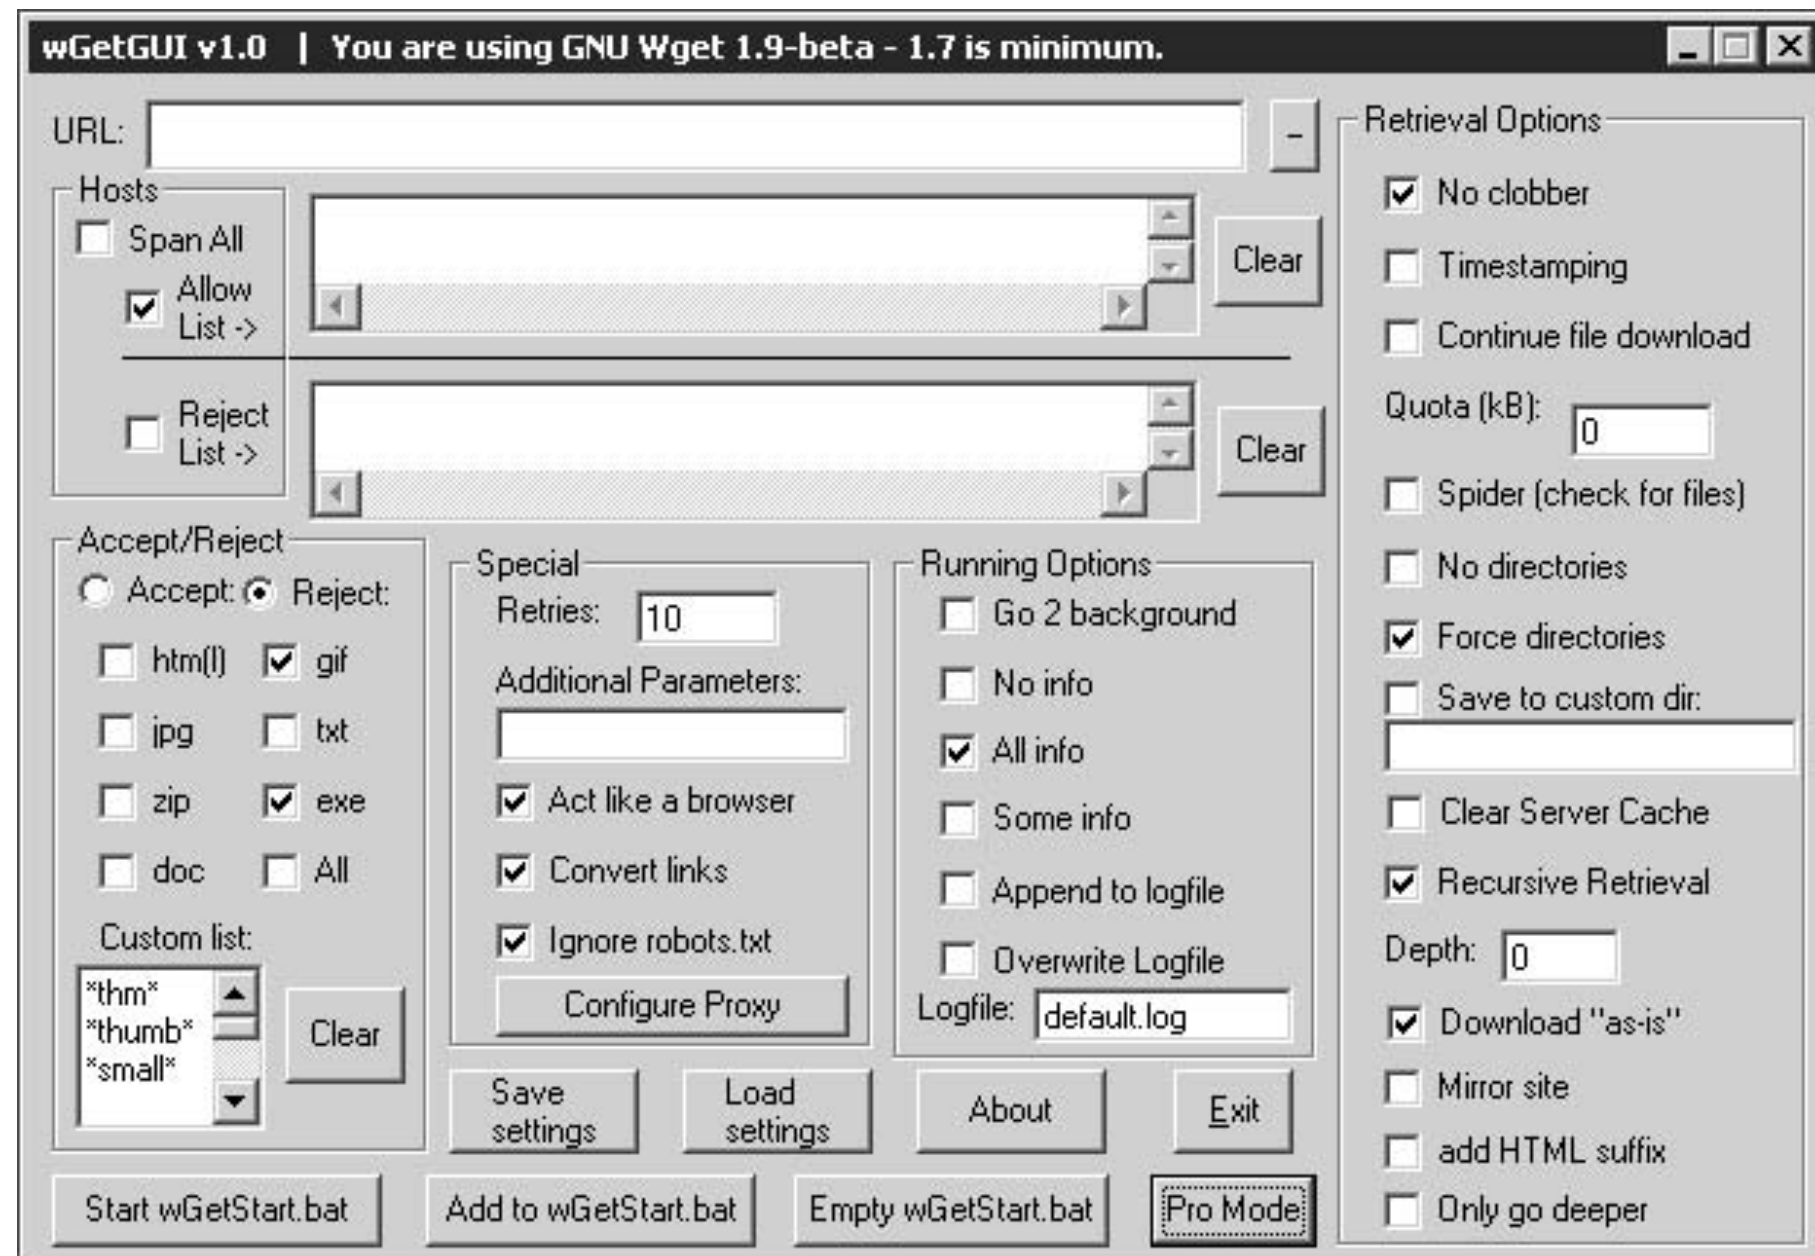 wGetGUI v1.0 | You are using GNU Wget 1.9-beta - 1.7 is minimum.
URL:
-
Hosts
Span All
Allow
List ->
Clear
Reject
List ->
Clear
Accept/Reject
Accept: Reject:
htm(l) gif
jpg txt
zip exe
doc All
Custom list:
*thm*
*thumb*
*small*
Clear
Special
Retries: 10
Additional Parameters:
Act like a browser
Convert links
Ignore robots.txt
Configure Proxy
Running Options
Go 2 background
No info
All info
Some info
Append to logfile
Overwrite Logfile
Logfile: default.log
Save
settings
Load
settings
About
Exit
Start wGetStart.bat
Add to wGetStart.bat
Empty wGetStart.bat
Pro Mode
Retrieval Options
No clobber
Timestamping
Continue file download
Quota (kB): 0
Spider (check for files)
No directories
Force directories
Save to custom dir:
Clear Server Cache
Recursive Retrieval
Depth: 0
Download "as-is"
Mirror site
add HTML suffix
Only go deeper